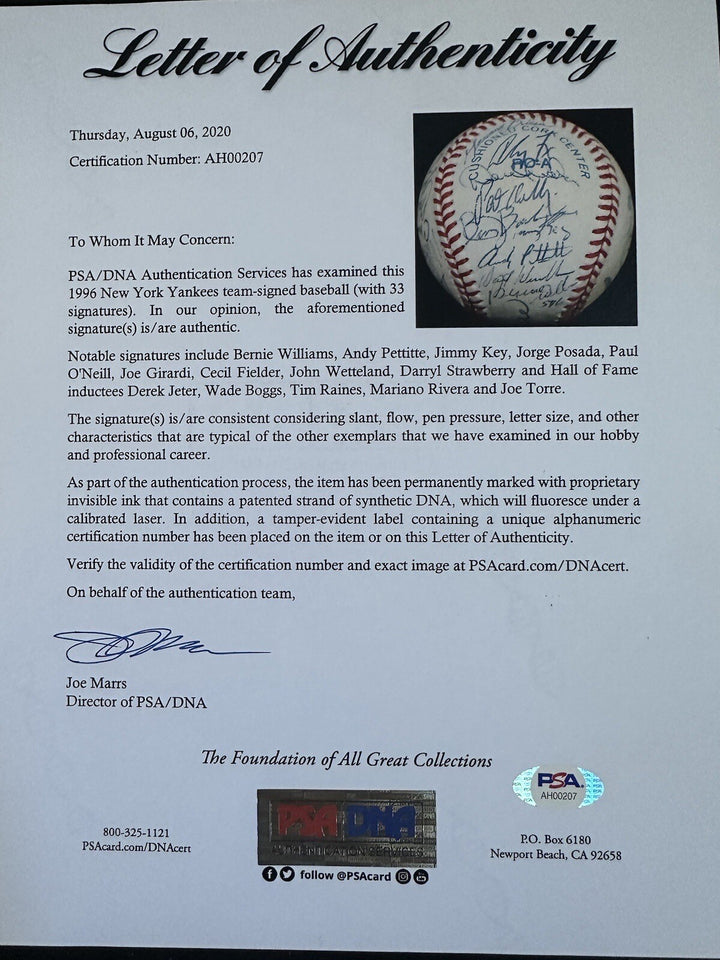 Letter of Authenticity
Thursday, August 06, 2020
Certification Number: AH00207
CUSHIONED CORK CENTER
Andy Pettitte
To Whom It May Concern:
PSA/DNA Authentication Services has examined this
1996 New York Yankees team-signed baseball (with 33
signatures). In our opinion, the aforementioned
signature(s) is/are authentic.
Notable signatures include Bernie Williams, Andy Pettitte, Jimmy Key, Jorge Posada, Paul
O'Neill, Joe Girardi, Cecil Fielder, John Wetteland, Darryl Strawberry and Hall of Fame
inductees Derek Jeter, Wade Boggs, Tim Raines, Mariano Rivera and Joe Torre.
The signature(s) is/are consistent considering slant, flow, pen pressure, letter size, and other
characteristics that are typical of the other exemplars that we have examined in our hobby
and professional career.
As part of the authentication process, the item has been permanently marked with proprietary
invisible ink that contains a patented strand of synthetic DNA, which will fluoresce under a
calibrated laser. In addition, a tamper-evident label containing a unique alphanumeric
certification number has been placed on the item or on this Letter of Authenticity.
Verify the validity of the certification number and exact image at PSAcard.com/DNAcert.
On behalf of the authentication team,
Joe Marrs
Director of PSA/DNA
The Foundation of All Great Collections
PSA
AH00207
PSA DNA
AUTHENTICATION SERVICES
800-325-1121
PSAcard.com/DNAcert
follow @PSAcard
P.O. Box 6180
Newport Beach, CA 92658